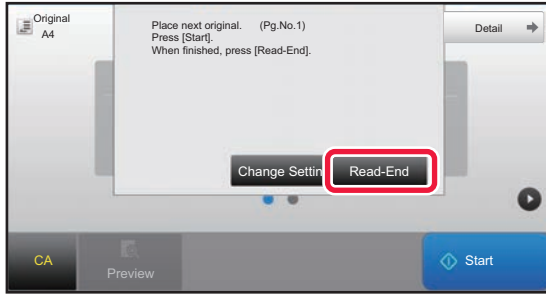 Original
A4
Place next original. (Pg.No.1)
Press [Start].
When finished, press [Read-End].
Detail
Change Settin
Read-End
CA
Preview
Start